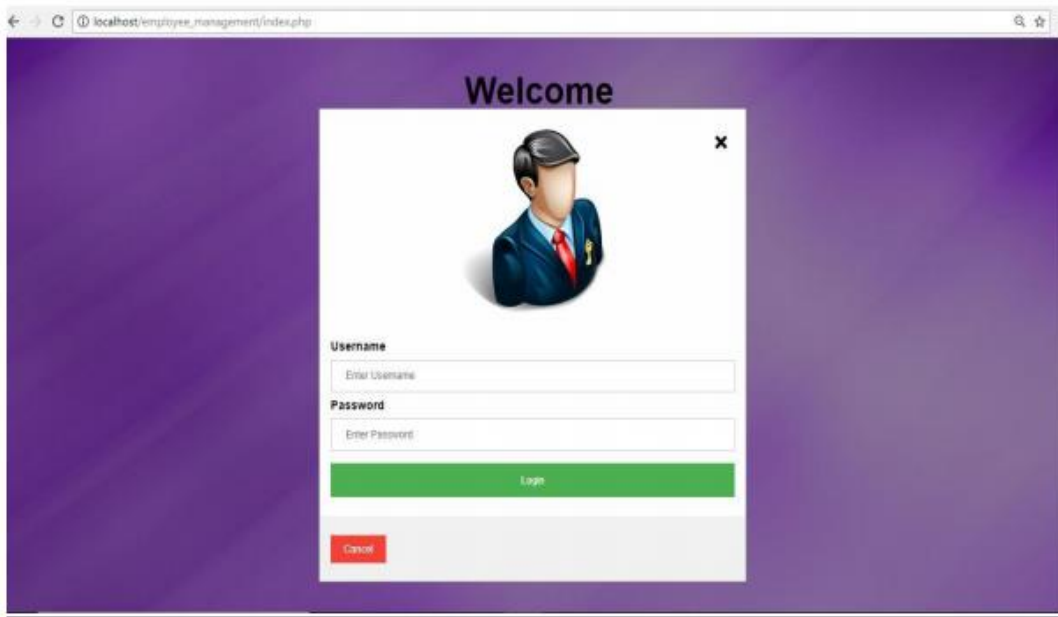 localhost/employee_management/index.php
Welcome
Username
Enter Username
Password
Enter Password
Login
Cancel